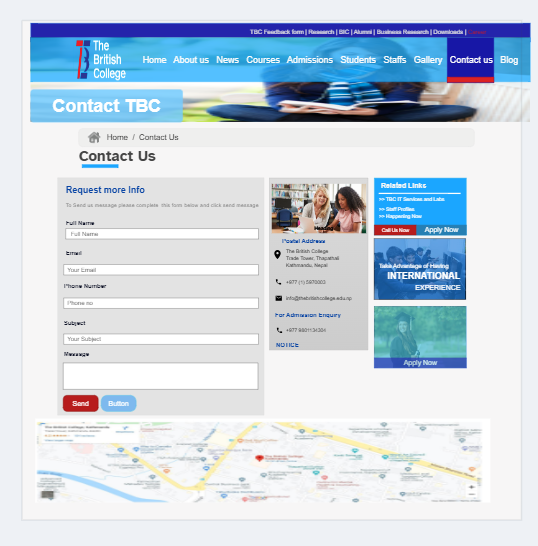 TBC Feedback form | Research | BIC | Alumni | Business Research | Downloads |
The
British
College
Home About us News Courses Admissions Students Staffs Gallery Contact us Blog
Contact TBC
Home / Contact Us
Contact Us
Request more Info
To Send us message please complete this form below and click send message
Full Name
Full Name
Email
Your Email
Phone Number
Phone no
Subject
Your Subject
Message
Send Button
Heading
Postal Address
The British College
Trade Tower, Thapathali
Kathmandu, Nepal
+977 (1) 5970003
info@thebritishcollege.edu.np
For Admission Enquiry
+977 9801134304
NOTICE
Related Links
>> TBC IT Services and Labs
>> Staff Profiles
>> Happening Now
Call Us Now Apply Now
Take Advantage of Having
INTERNATIONAL
EXPERIENCE
Apply Now